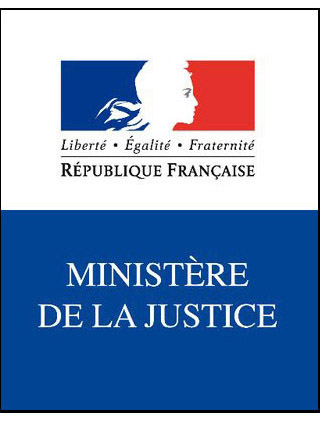 Liberté • Égalité • Fraternité
RÉPUBLIQUE FRANÇAISE
MINISTÈRE
DE LA JUSTICE